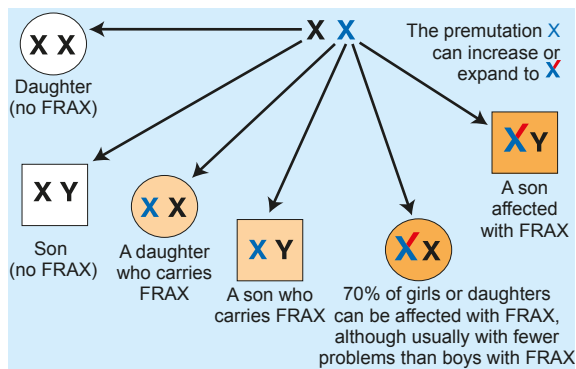 X X
The premutation X
can increase or
expand to X
X X
Daughter
(no FRAX)
X Y
Son
(no FRAX)
X X
A daughter
who carries
FRAX
X Y
A son who
carries FRAX
X X
70% of girls or daughters
can be affected with FRAX,
although usually with fewer
problems than boys with FRAX
X Y
A son
affected
with FRAX